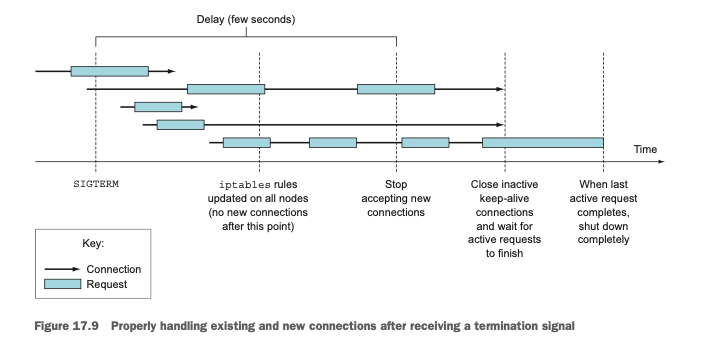 Delay (few seconds)
Time
SIGTERM
iptables rules
updated on all nodes
(no new connections
after this point)
Stop
accepting new
connections
Close inactive
keep-alive
connections
and wait for
active requests
to finish
When last
active request
completes,
shut down
completely
Key:
Connection
Request
Figure 17.9 Properly handling existing and new connections after receiving a termination signal